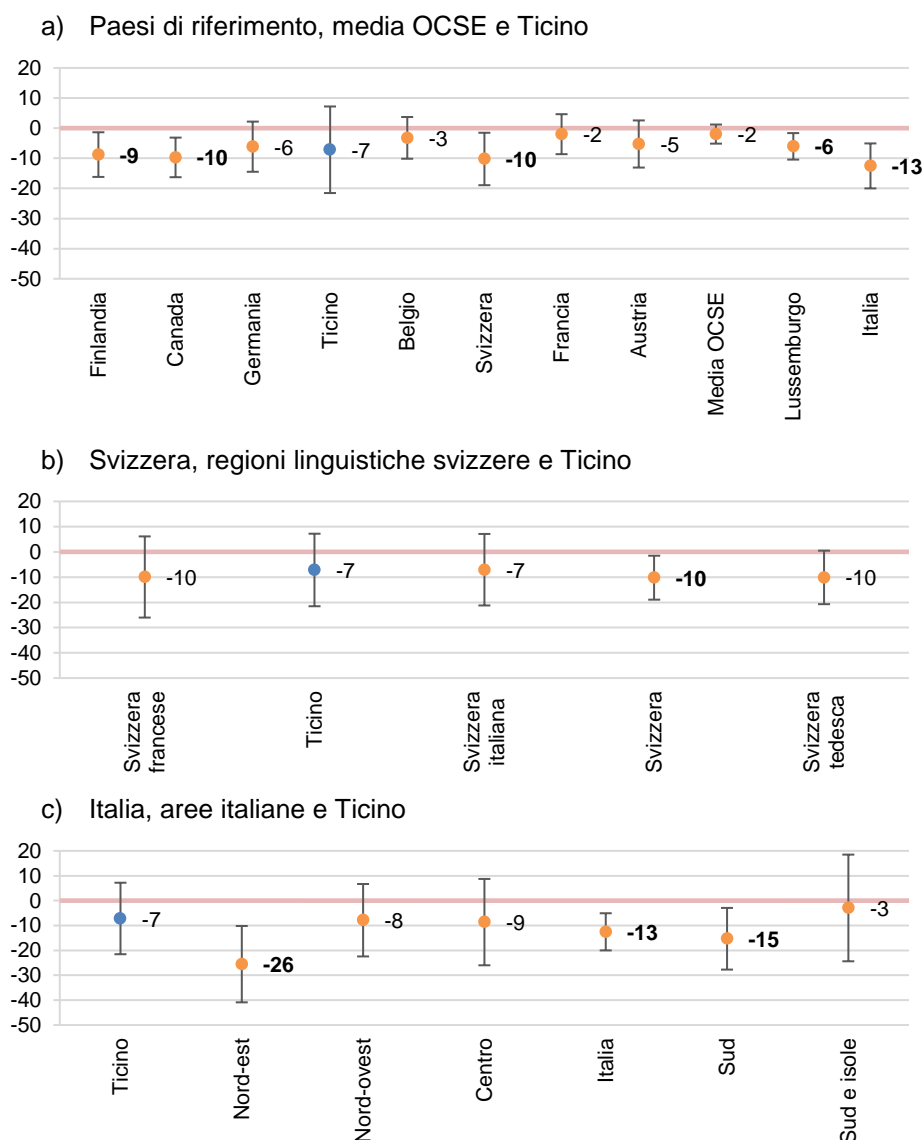 a) Paesi di riferimento, media OCSE e Ticino
20
10
0
-10
-20
-30
-40
-50
-9
-10
-6
-7
-3
-10
-2
-5
-2
-6
-13
Finlandia
Canada
Germania
Ticino
Belgio
Svizzera
Francia
Austria
Media OCSE
Lussemburgo
Italia
b) Svizzera, regioni linguistiche svizzere e Ticino
20
10
0
-10
-20
-30
-40
-50
-10
-7
-7
-10
-10
Svizzera
francese
Ticino
Svizzera
italiana
Svizzera
Svizzera
tedesca
c) Italia, aree italiane e Ticino
20
10
0
-10
-20
-30
-40
-50
-7
-26
-8
-9
-13
-15
-3
Ticino
Nord-est
Nord-ovest
Centro
Italia
Sud
Sud e isole